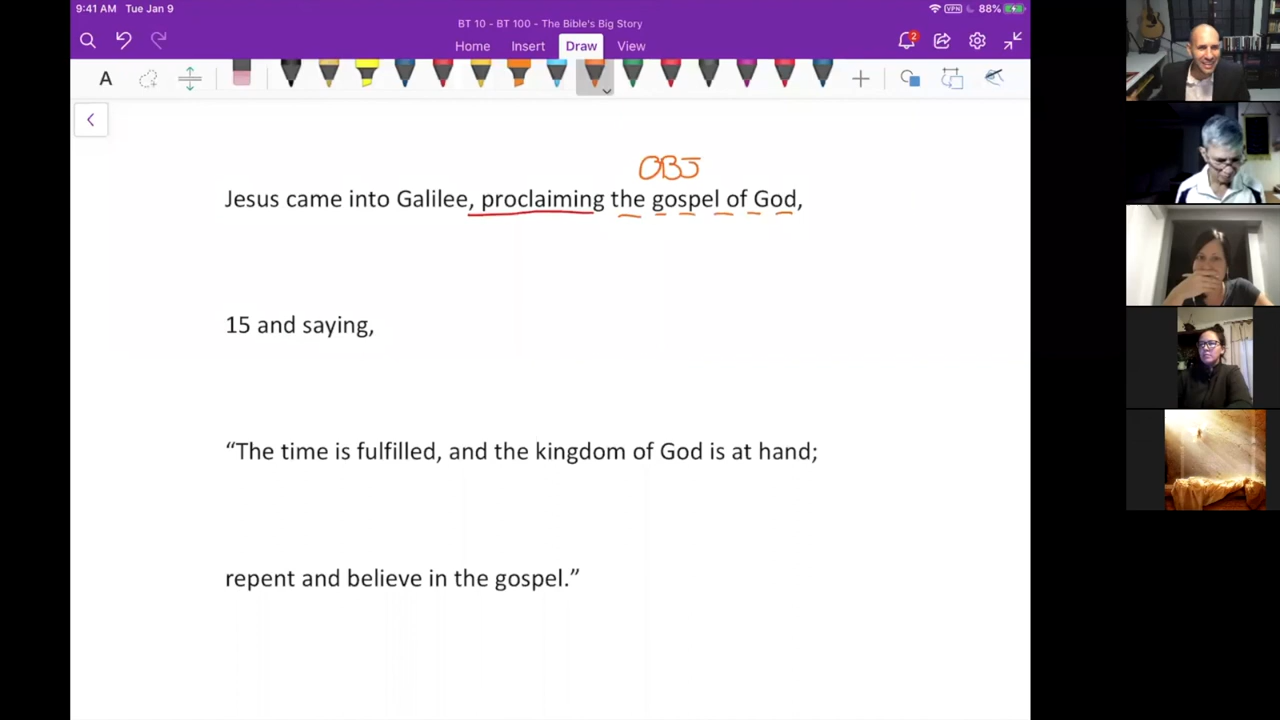 9:41 AM Tue Jan 9
VPN 88%
BT 10 - BT 100 - The Bible's Big Story
Home Insert Draw View
2
A
OBJ
Jesus came into Galilee, proclaiming the gospel of God,
15 and saying,
“The time is fulfilled, and the kingdom of God is at hand;
repent and believe in the gospel.”